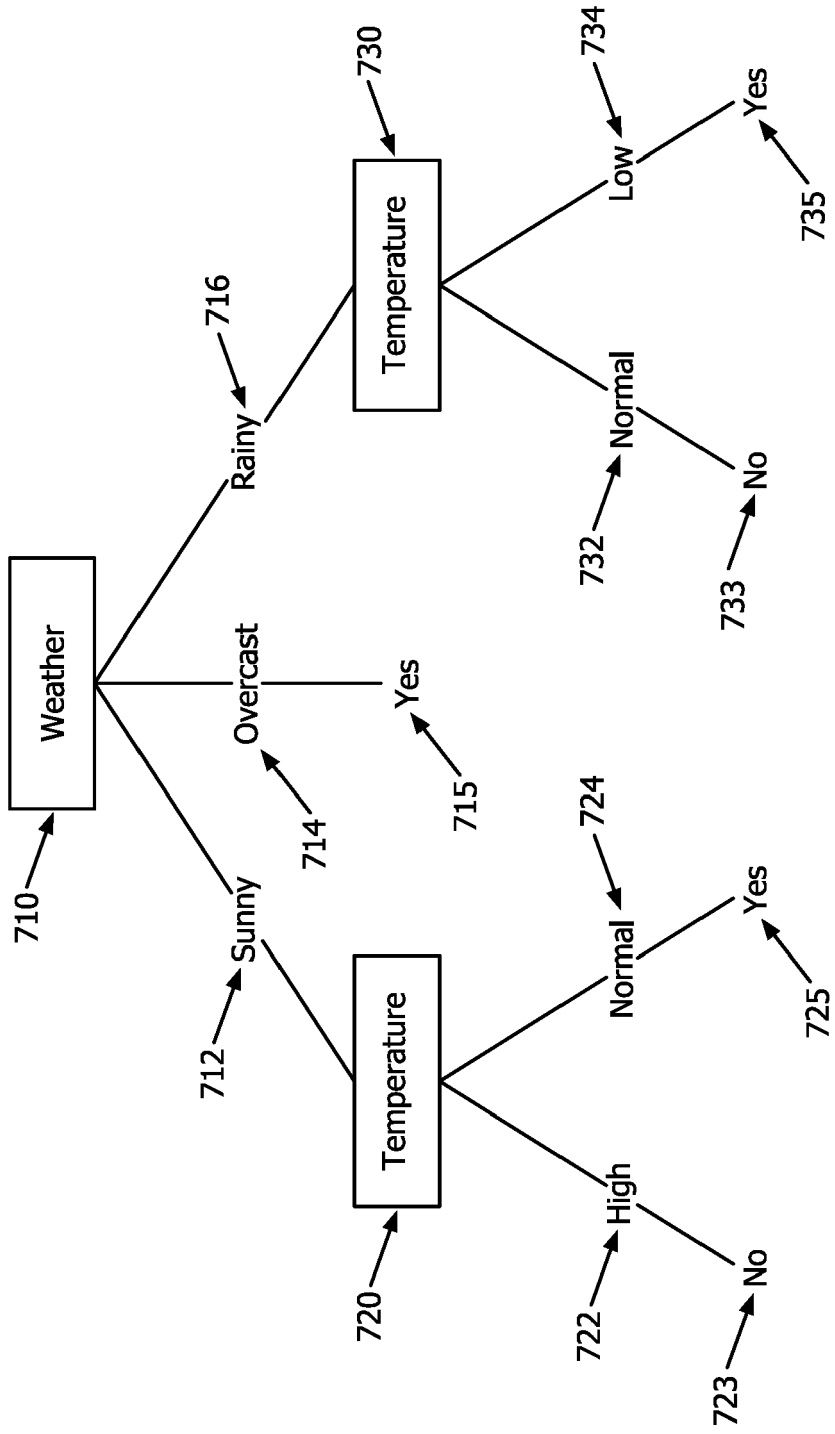 710
Weather
712
Sunny
714
Overcast
Rainy
716
715
Yes
720
Temperature
Temperature
730
722
High
Normal
724
732
Normal
Low
734
723
No
Yes
725
733
No
Yes
735